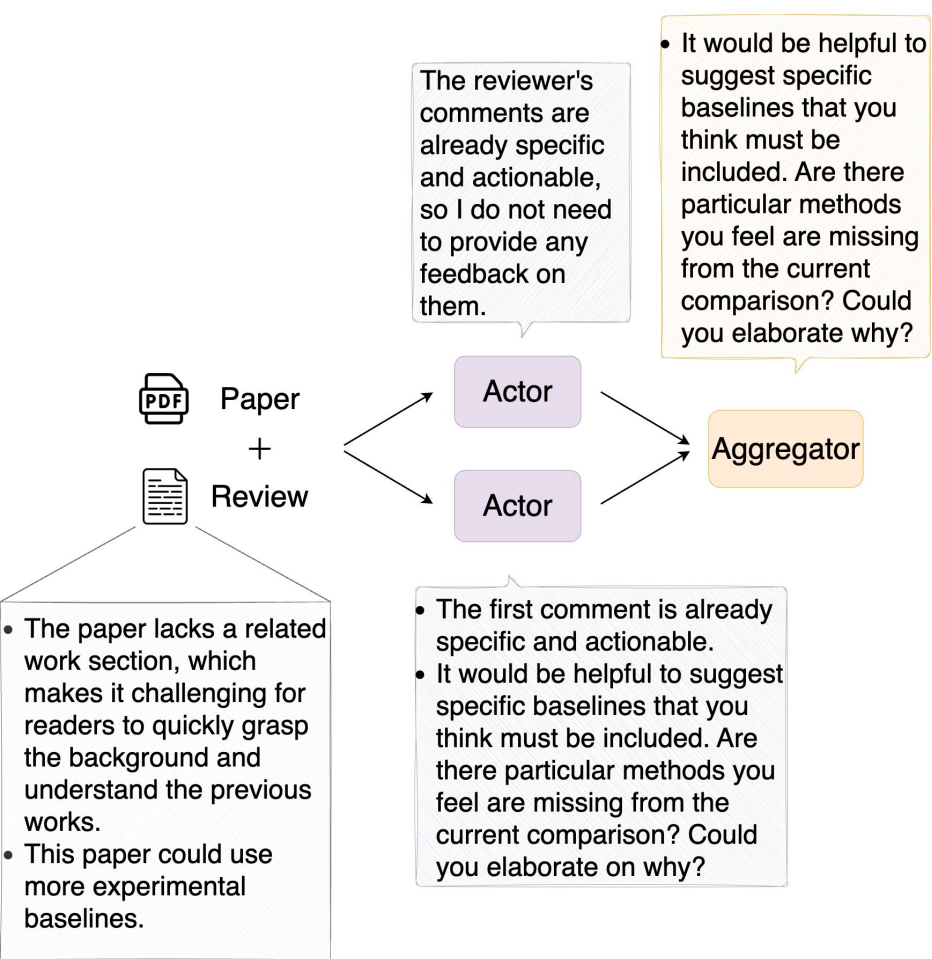 The reviewer's
comments are
already specific
and actionable,
so I do not need
to provide any
feedback on
them.
• It would be helpful to
suggest specific
baselines that you
think must be
included. Are there
particular methods
you feel are missing
from the current
comparison? Could
you elaborate why?
PDF
Paper
+
Review
Actor
Actor
Aggregator
• The paper lacks a related
work section, which
makes it challenging for
readers to quickly grasp
the background and
understand the previous
works.
• This paper could use
more experimental
baselines.
• The first comment is already
specific and actionable.
• It would be helpful to suggest
specific baselines that you
think must be included. Are
there particular methods you
feel are missing from the
current comparison? Could
you elaborate on why?